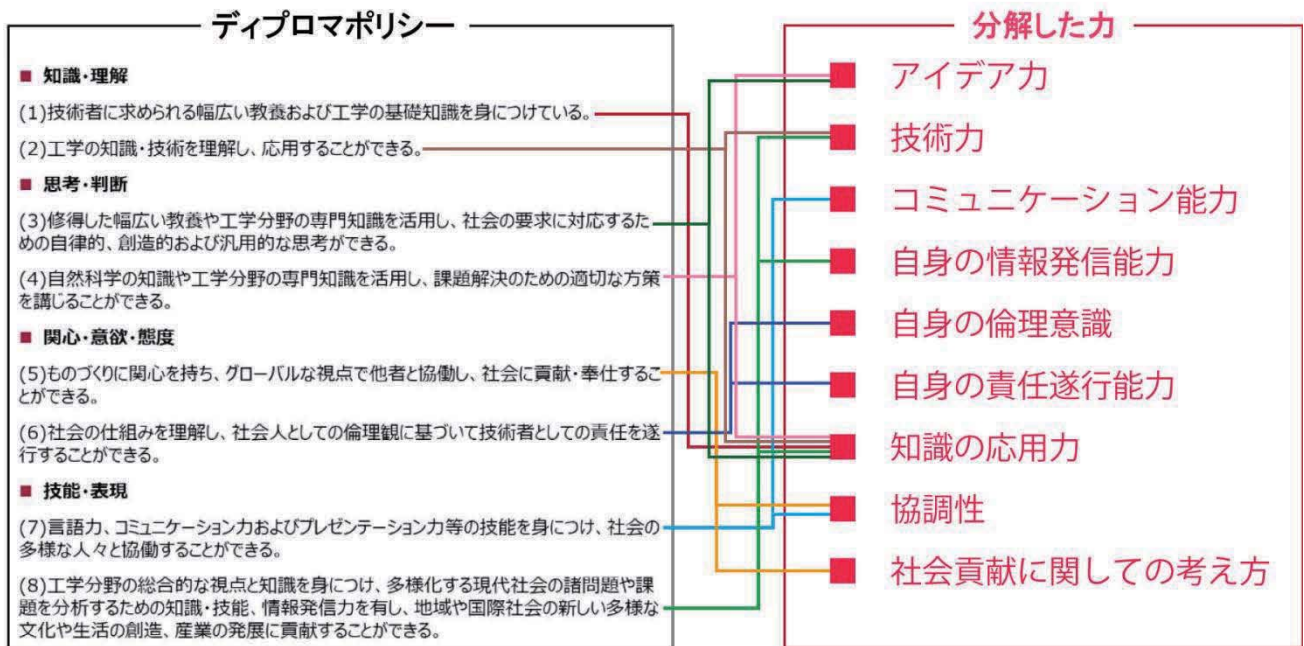 ディプロマポリシー
■ 知識・理解
(1)技術者に求められる幅広い教養および工学の基礎知識を身につけている。
(2)工学の知識・技術を理解し、応用することができる。
■ 思考・判断
(3)修得した幅広い教養や工学分野の専門知識を活用し、社会の要求に対応するた
めの自律的、創造的および汎用的な思考ができる。
(4)自然科学の知識や工学分野の専門知識を活用し、課題解決のための適切な方策
を講じることができる。
■ 関心・意欲・態度
(5)ものづくりに関心を持ち、グローバルな視点で他者と協働し、社会に貢献・奉仕するこ
とができる。
(6)社会の仕組みを理解し、社会人としての倫理観に基づいて技術者としての責任を遂
行することができる。
■ 技能・表現
(7)言語力、コミュニケーション力およびプレゼンテーション力等の技能を身につけ、社会の
多様な人々と協働することができる。
(8)工学分野の総合的な視点と知識を身につけ、多様化する現代社会の諸問題や課
題を分析するための知識・技能、情報発信力を有し、地域や国際社会の新しい多様な
文化や生活の創造、産業の発展に貢献することができる。
分解した力
アイデア力
技術力
コミュニケーション能力
自身の情報発信能力
自身の倫理意識
自身の責任遂行能力
知識の応用力
協調性
社会貢献に関しての考え方